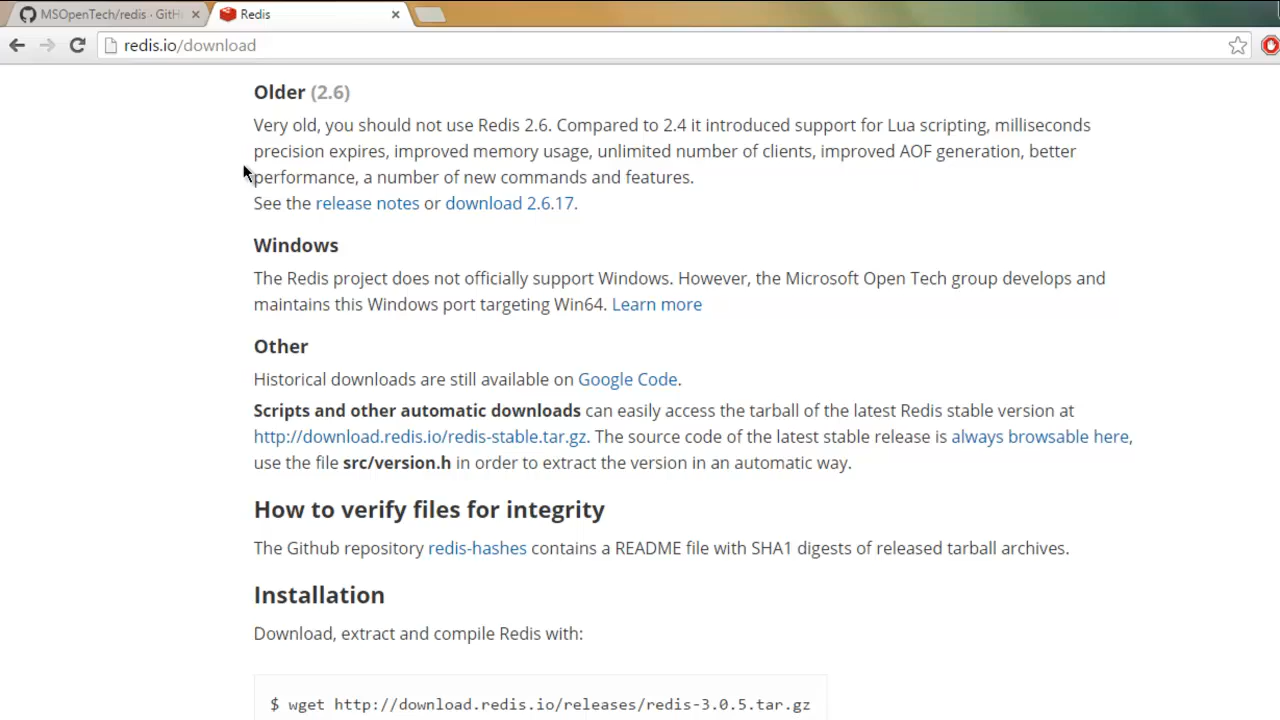 MSOpenTech/redis · GitH
Redis
redis.io/download
Older (2.6)
Very old, you should not use Redis 2.6. Compared to 2.4 it introduced support for Lua scripting, milliseconds
precision expires, improved memory usage, unlimited number of clients, improved AOF generation, better
performance, a number of new commands and features.
See the release notes or download 2.6.17.
Windows
The Redis project does not officially support Windows. However, the Microsoft Open Tech group develops and
maintains this Windows port targeting Win64. Learn more
Other
Historical downloads are still available on Google Code.
Scripts and other automatic downloads can easily access the tarball of the latest Redis stable version at
http://download.redis.io/redis-stable.tar.gz. The source code of the latest stable release is always browsable here,
use the file src/version.h in order to extract the version in an automatic way.
How to verify files for integrity
The Github repository redis-hashes contains a README file with SHA1 digests of released tarball archives.
Installation
Download, extract and compile Redis with:
$ wget http://download.redis.io/releases/redis-3.0.5.tar.gz